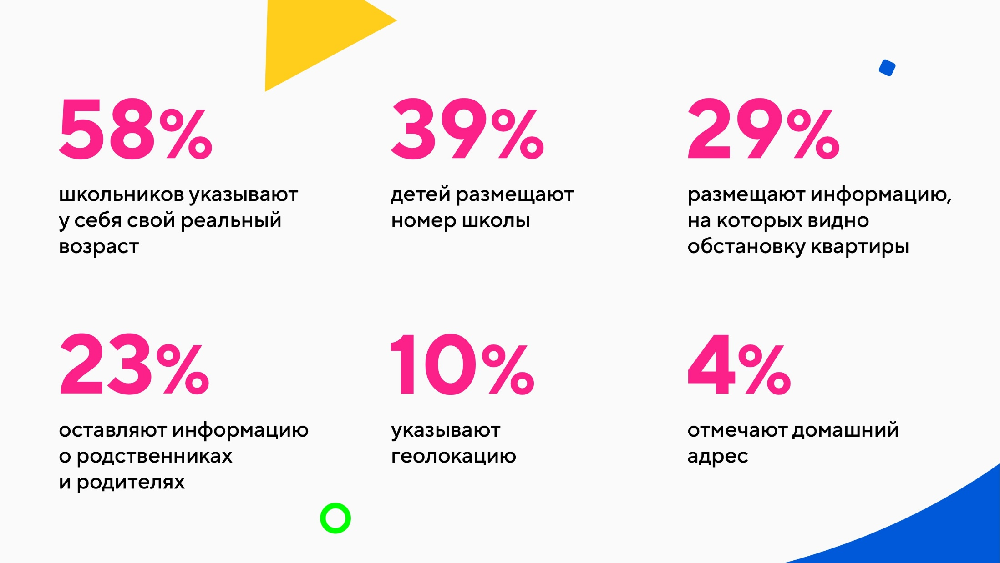 58%
школьников указывают
у себя свой реальный
возраст
39%
детей размещают
номер школы
29%
размещают информацию,
на которых видно
обстановку квартиры
23%
оставляют информацию
о родственниках
и родителях
10%
указывают
геолокацию
4%
отмечают домашний
адрес